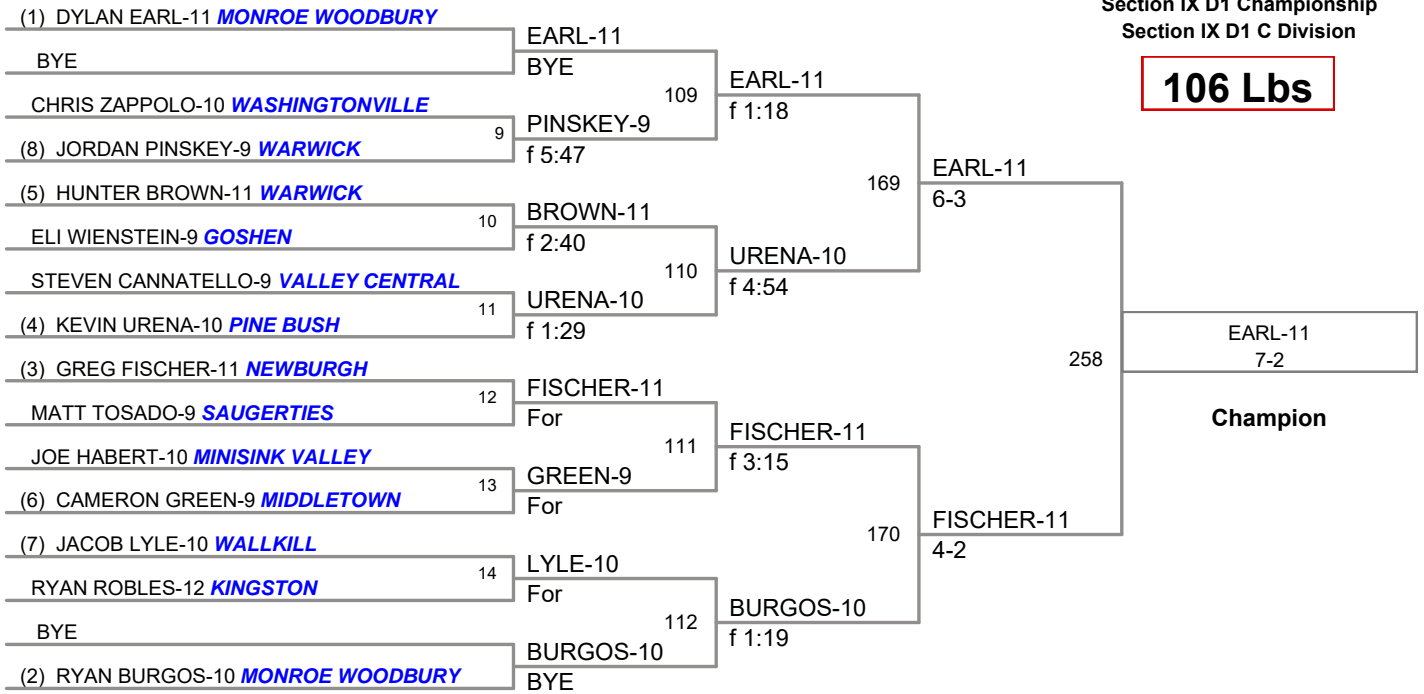 Section IX D1 Championship
Section IX D1 C Division
106 Lbs
(1) DYLAN EARL-11 MONROE WOODBURY
BYE
CHRIS ZAPPOLO-10 WASHINGTONVILLE
(8) JORDAN PINSKEY-9 WARWICK
(5) HUNTER BROWN-11 WARWICK
ELI WIENSTEIN-9 GOSHEN
STEVEN CANNATELLO-9 VALLEY CENTRAL
(4) KEVIN URENA-10 PINE BUSH
(3) GREG FISCHER-11 NEWBURGH
MATT TOSADO-9 SAUGERTIES
JOE HABERT-10 MINISINK VALLEY
(6) CAMERON GREEN-9 MIDDLETOWN
(7) JACOB LYLE-10 WALLKILL
RYAN ROBLES-12 KINGSTON
BYE
(2) RYAN BURGOS-10 MONROE WOODBURY
EARL-11
BYE
9
PINSKEY-9
f 5:47
10
BROWN-11
f 2:40
11
URENA-10
f 1:29
12
FISCHER-11
For
13
GREEN-9
For
14
LYLE-10
For
BURGOS-10
BYE
109
EARL-11
f 1:18
110
URENA-10
f 4:54
111
FISCHER-11
f 3:15
112
BURGOS-10
f 1:19
169
EARL-11
6-3
170
FISCHER-11
4-2
258
EARL-11
7-2
Champion